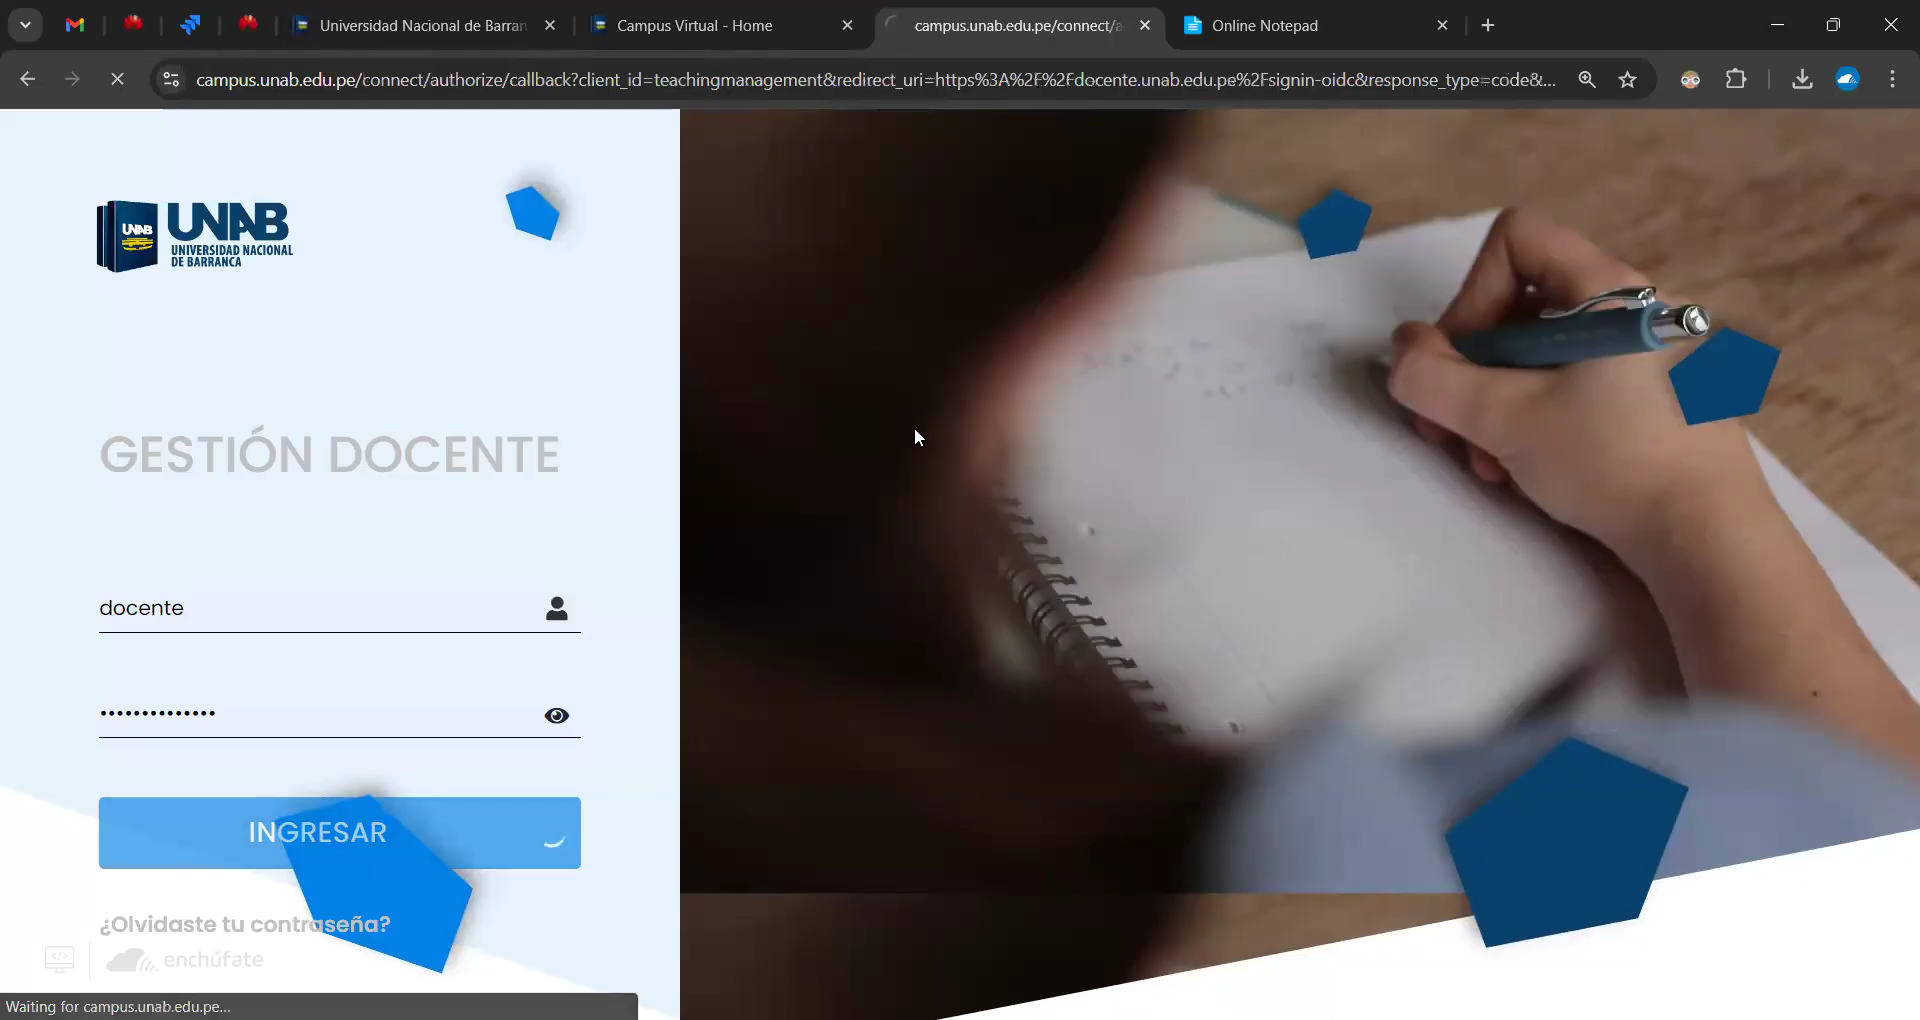 Universidad Nacional de Barran
Campus Virtual - Home
campus.unab.edu.pe/connect/a
Online Notepad
campus.unab.edu.pe/connect/authorize/callback?client_id=teachingmanagement&redirect_uri=https%3A%2F%2Fdocente.unab.edu.pe%2Fsignin-oidc&response_type=code&...
UNAB
UNAB
UNIVERSIDAD NACIONAL
DE BARRANCA
GESTIÓN DOCENTE
docente
••••••••••••••
INGRESAR
¿Olvidaste tu contraseña?
enchufate
Waiting for campus.unab.edu.pe...